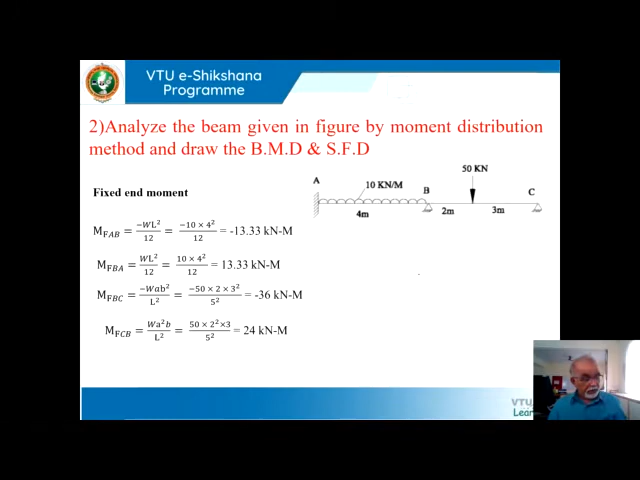 VTU e-Shikshana
Programme
2)Analyze the beam given in figure by moment distribution
method and draw the B.M.D & S.F.D
Fixed end moment
A
10 KN/M
B
50 KN
C
4m
2m
3m
M_FAB = −WL²/12 = −10 × 4²/12 = -13.33 kN-M
M_FBA = WL²/12 = 10 × 4²/12 = 13.33 kN-M
M_FBC = −Wab²/L² = −50 × 2 × 3²/5² = -36 kN-M
M_FCB = Wa²b/L² = 50 × 2²×3/5² = 24 kN-M
VTU
Lear